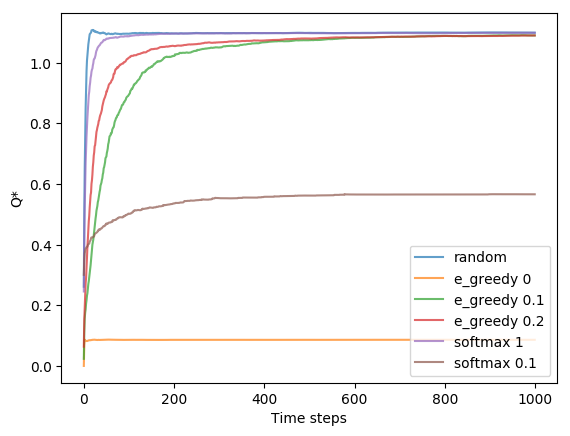 1.0
0.8
0.6
0.4
0.2
0.0
Q*
0 200 400 600 800 1000
Time steps
random
e_greedy 0
e_greedy 0.1
e_greedy 0.2
softmax 1
softmax 0.1